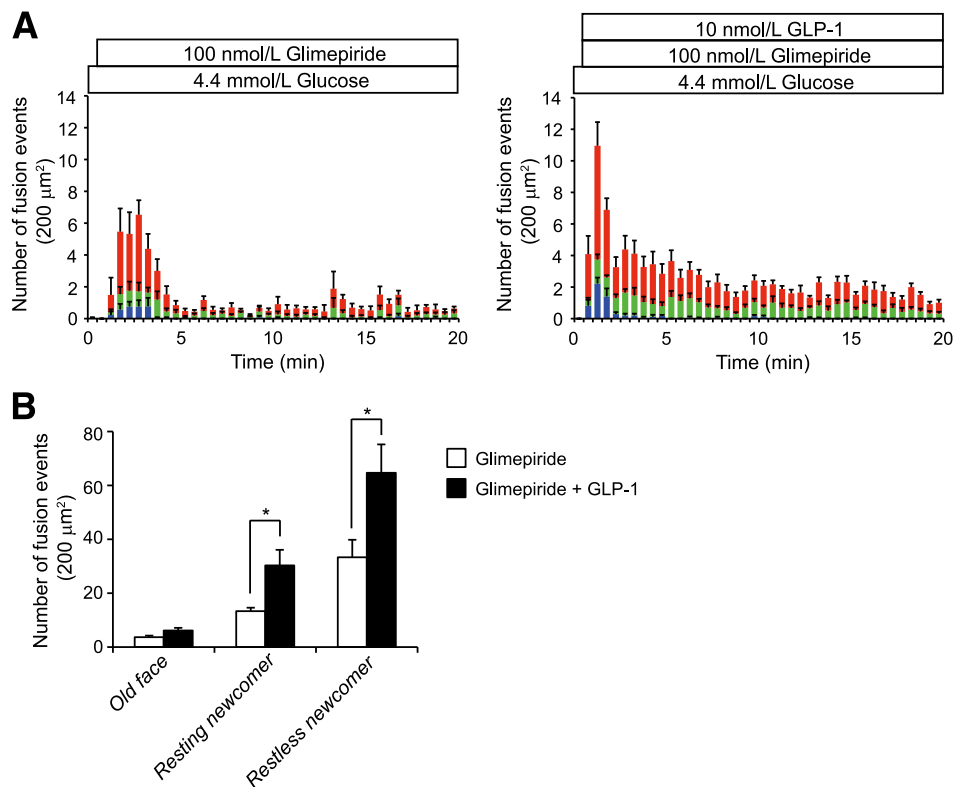 A
100 nmol/L Glimepiride
4.4 mmol/L Glucose
Number of fusion events
(200 µm²)
14
12
10
8
6
4
2
0
0 5 10 15 20
Time (min)
10 nmol/L GLP-1
100 nmol/L Glimepiride
4.4 mmol/L Glucose
Number of fusion events
(200 µm²)
14
12
10
8
6
4
2
0
0 5 10 15 20
Time (min)
B
Number of fusion events
(200 µm²)
80
60
40
20
0
*
*
Old face
Resting newcomer
Restless newcomer
Glimepiride
Glimepiride + GLP-1